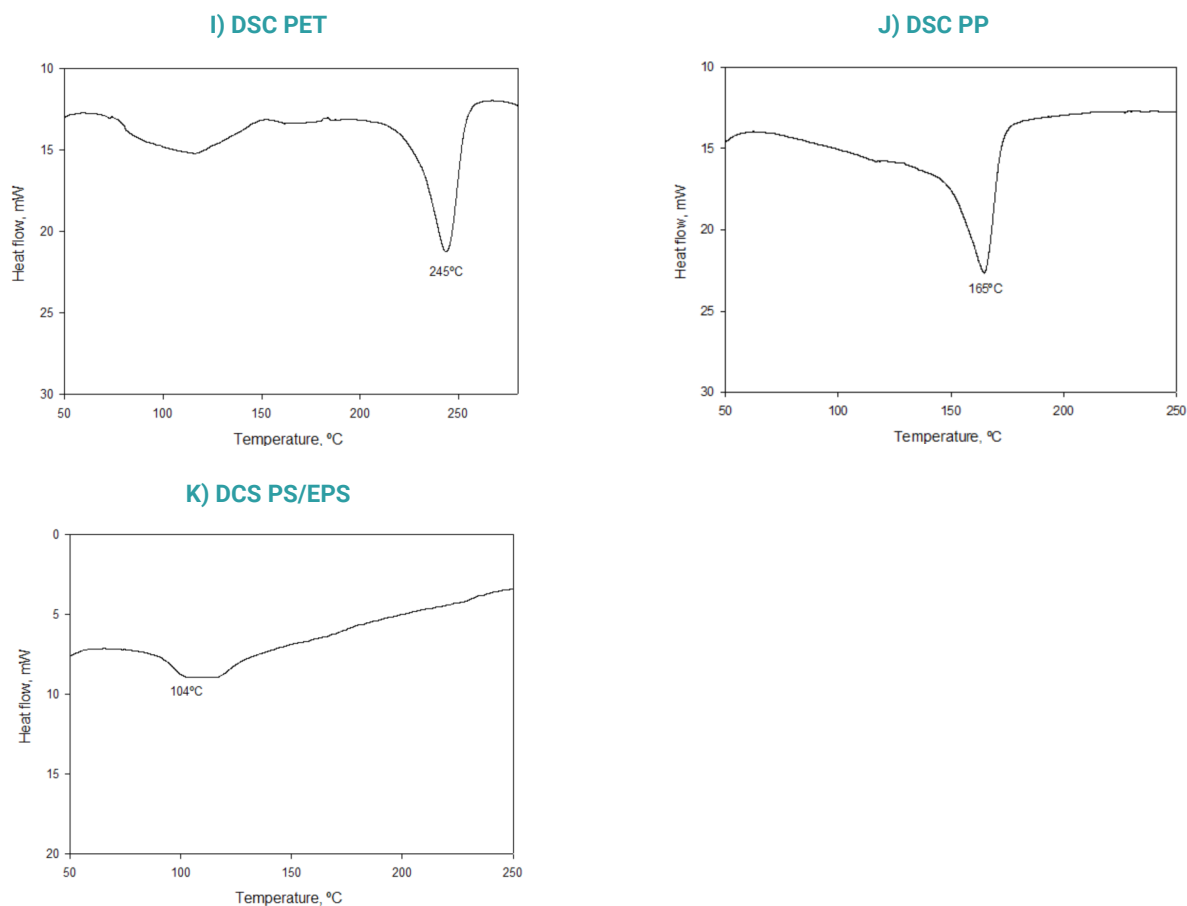 I) DSC PET
J) DSC PP
10
15
20
25
30
Heat flow, mW
245ºC
50
100
150
200
250
Temperature, ºC
10
15
20
25
30
Heat flow, mW
165ºC
50
100
150
200
250
Temperature, ºC
K) DCS PS/EPS
0
5
10
15
20
Heat flow, mW
104ºC
50
100
150
200
250
Temperature, ºC